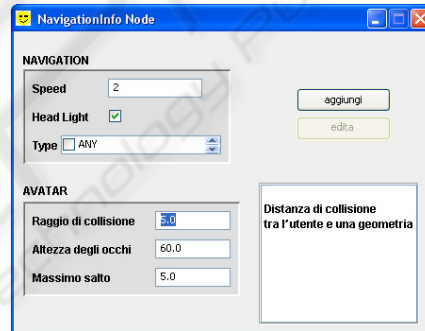 NavigationInfo Node
NAVIGATION
Speed 2
Head Light
Type ANY
aggiungi
edita
AVATAR
Raggio di collisione 5.0
Altezza degli occhi 60.0
Massimo salto 5.0
Distanza di collisione
tra l'utente e una geometria